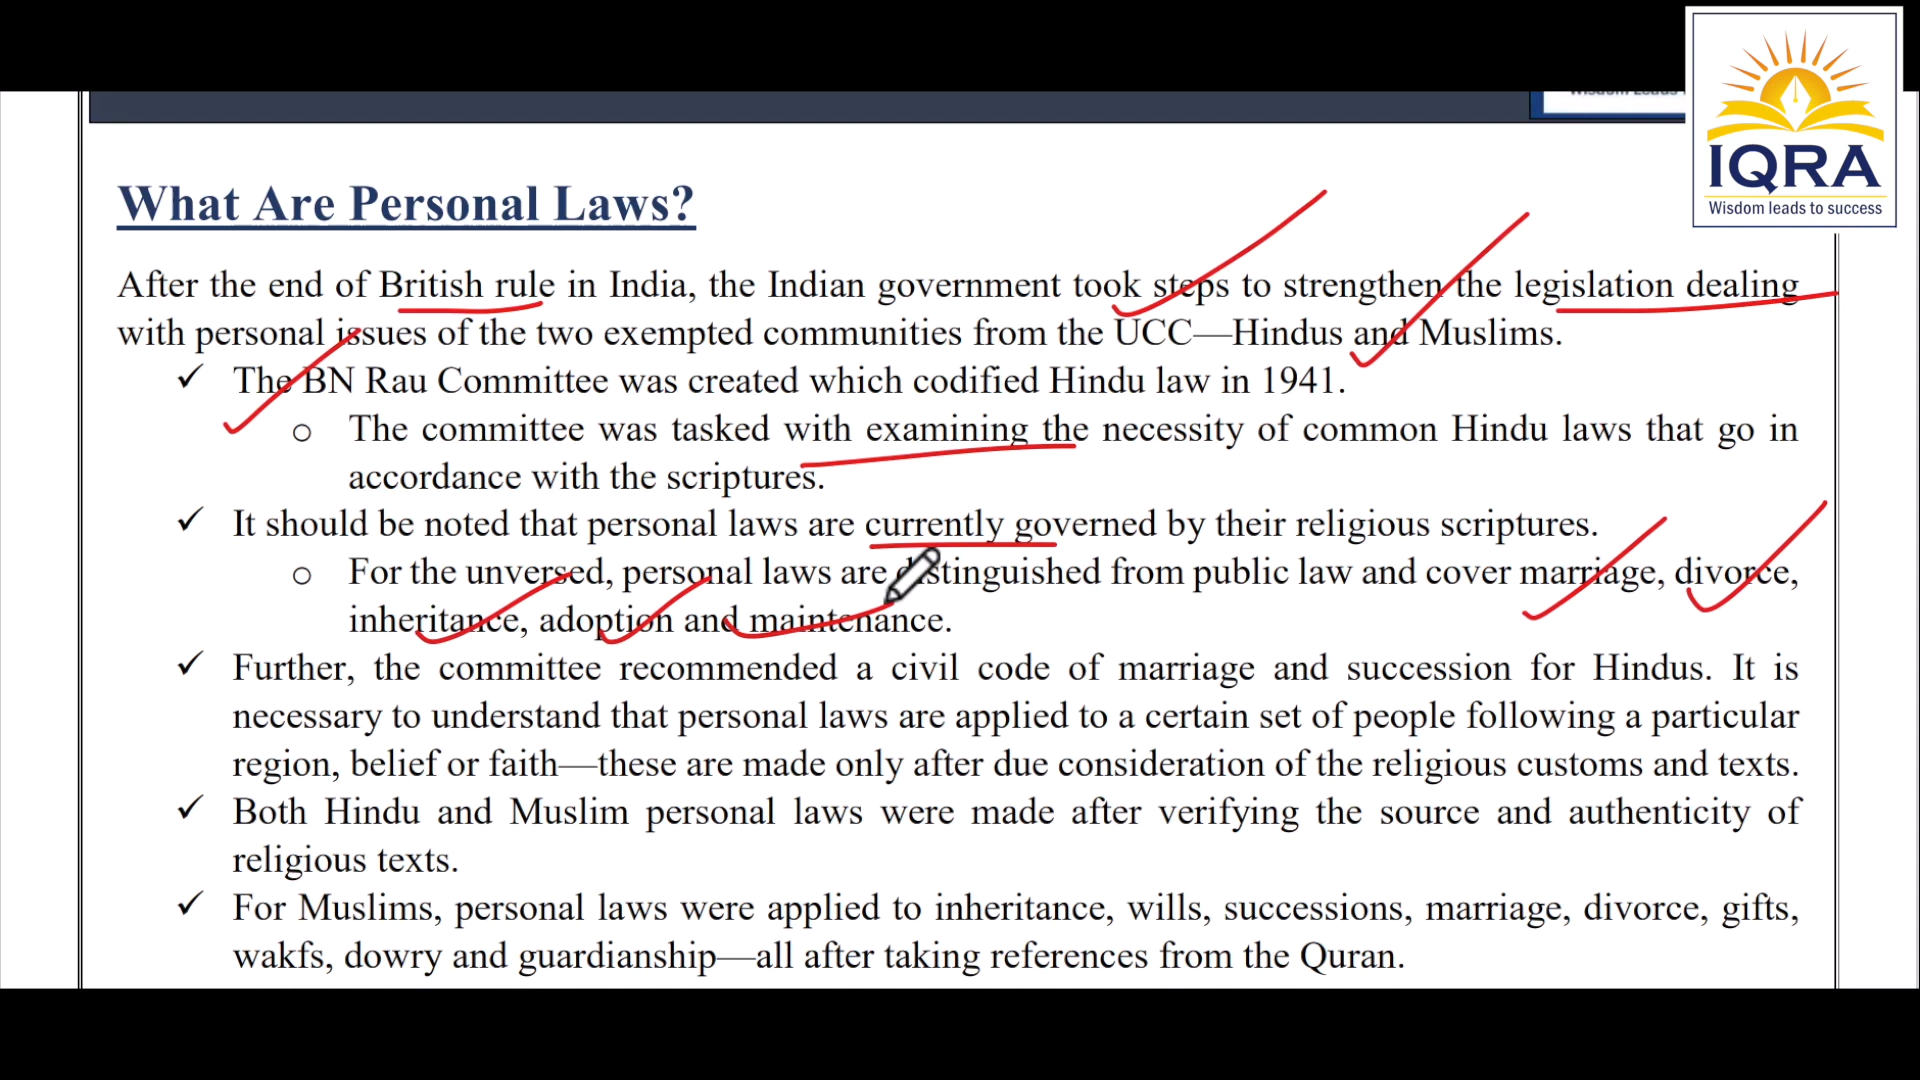 IQRA
Wisdom leads to success
What Are Personal Laws?
After the end of British rule in India, the Indian government took steps to strengthen the legislation dealing
with personal issues of the two exempted communities from the UCC—Hindus and Muslims.
✓ The BN Rau Committee was created which codified Hindu law in 1941.
o The committee was tasked with examining the necessity of common Hindu laws that go in
accordance with the scriptures.
✓ It should be noted that personal laws are currently governed by their religious scriptures.
o For the unversed, personal laws are distinguished from public law and cover marriage, divorce,
inheritance, adoption and maintenance.
✓ Further, the committee recommended a civil code of marriage and succession for Hindus. It is
necessary to understand that personal laws are applied to a certain set of people following a particular
region, belief or faith—these are made only after due consideration of the religious customs and texts.
✓ Both Hindu and Muslim personal laws were made after verifying the source and authenticity of
religious texts.
✓ For Muslims, personal laws were applied to inheritance, wills, successions, marriage, divorce, gifts,
wakfs, dowry and guardianship—all after taking references from the Quran.